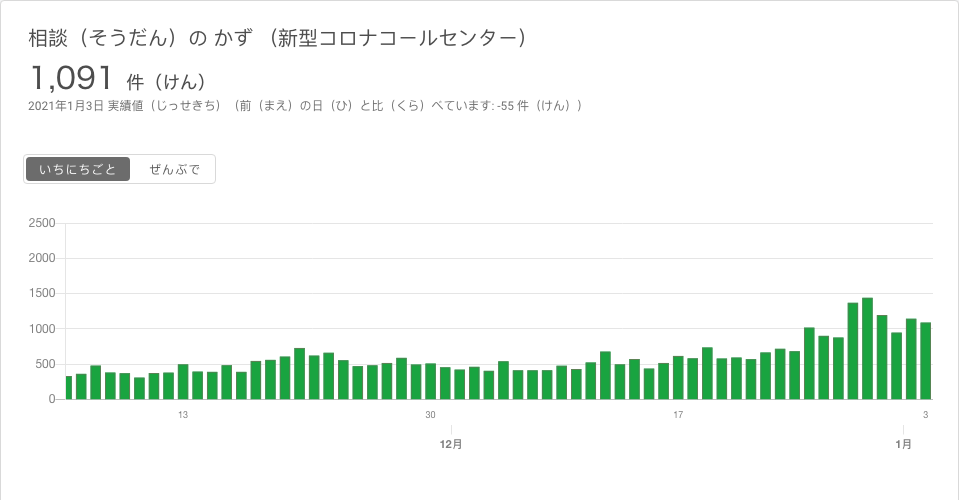 相談（そうだん）の かず （新型コロナコールセンター）
1,091 件（けん）
2021年1月3日 実績値（じっせきち）（前（まえ）の日（ひ）と比（くら）べています: -55 件（けん））
いちにちごと ぜんぶで
2500
2000
1500
1000
500
0
13 30 17 3
12月 1月